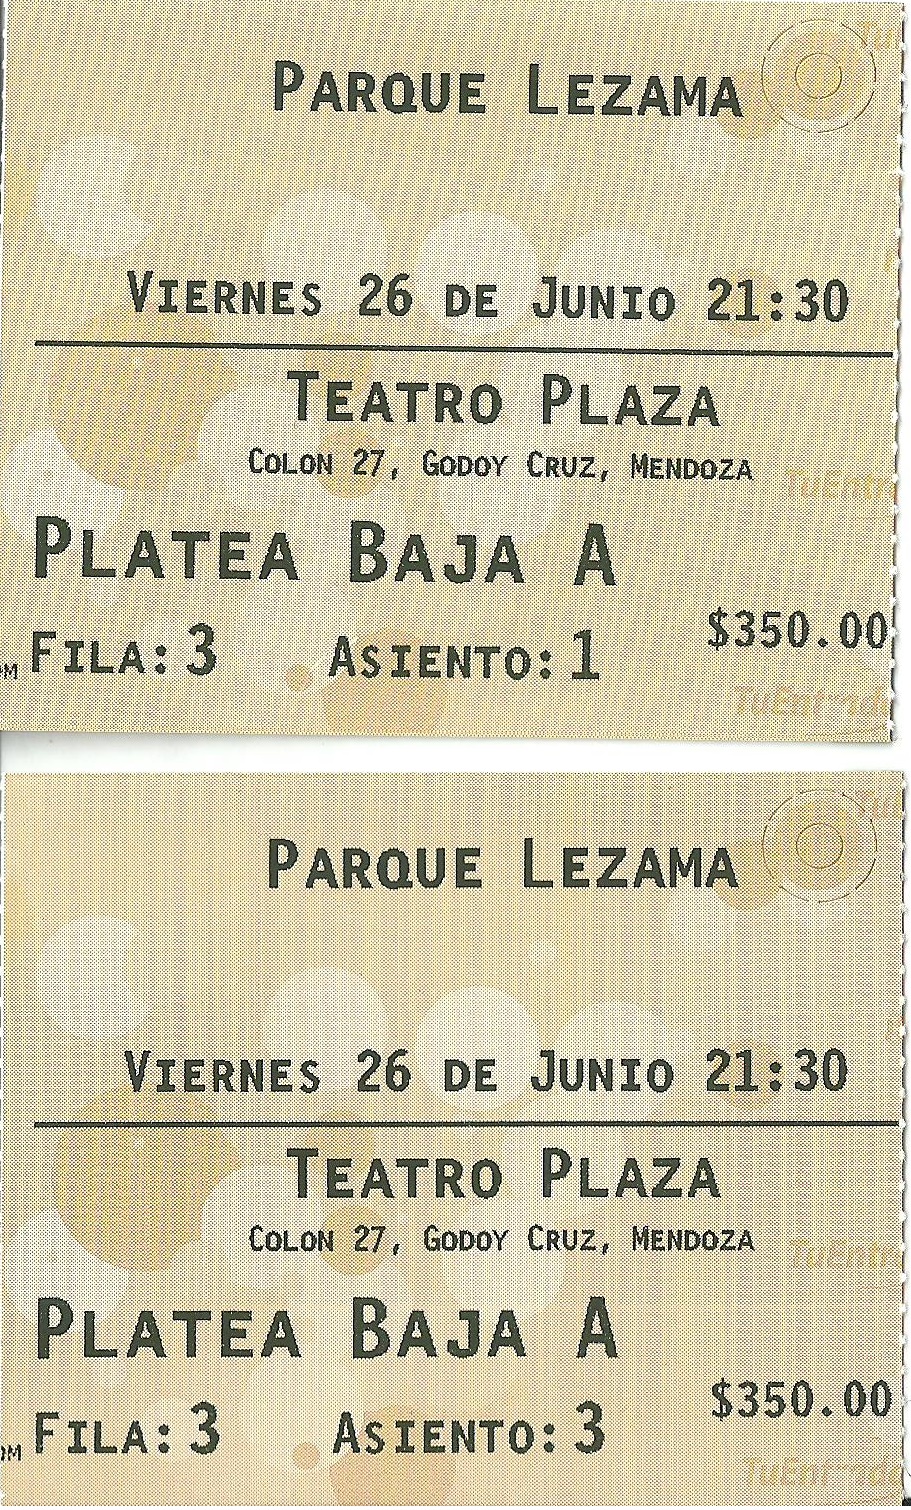 PARQUE LEZAMA
VIERNES 26 DE JUNIO 21:30
TEATRO PLAZA
COLON 27, GODOY CRUZ, MENDOZA
PLATEA BAJA A
$350.00
FILA: 3 ASIENTO: 1
TuEntrada
PARQUE LEZAMA
VIERNES 26 DE JUNIO 21:30
TEATRO PLAZA
COLON 27, GODOY CRUZ, MENDOZA
PLATEA BAJA A
$350.00
FILA: 3 ASIENTO: 3
TuEntrada